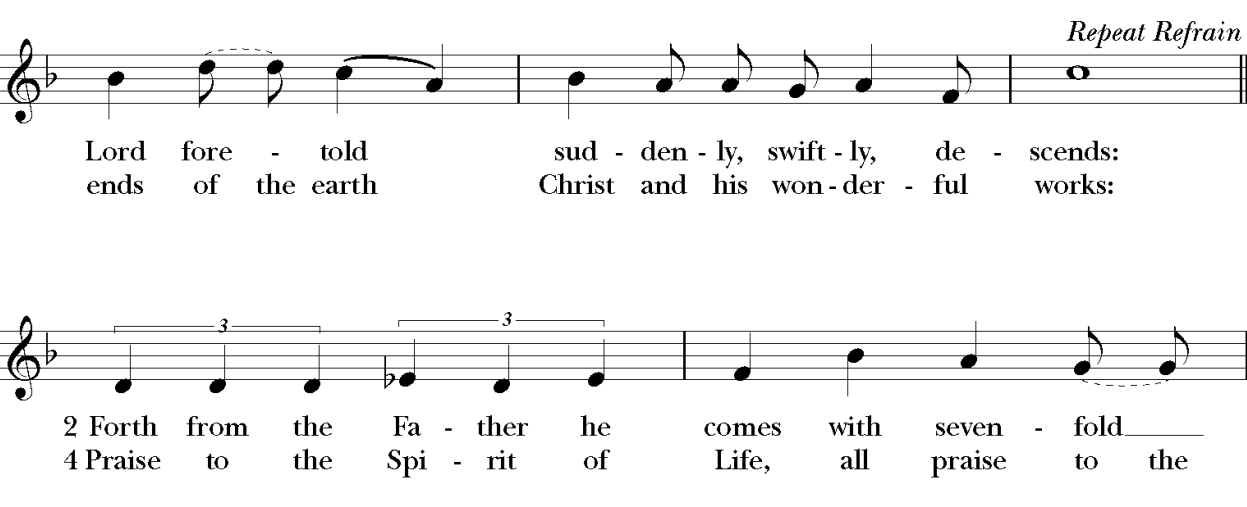 Repeat Refrain
Lord fore - told sud - den - ly, swift - ly, de - scends:
ends of the earth Christ and his won - der - ful works:
3 3
2 Forth from the Fa - ther he comes with seven - fold
4 Praise to the Spi - rit of Life, all praise to the